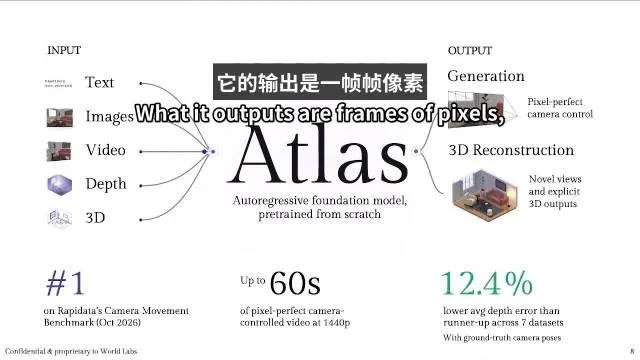 INPUT
OUTPUT
Text
Images
Video
Depth
3D
它的输出是一帧帧像素
What it outputs are frames of pixels,
Atlas
Autoregressive foundation model,
pretrained from scratch
Generation
Pixel-perfect
camera control
3D Reconstruction
Novel views
and explicit
3D outputs
#1
on Rapidata's Camera Movement
Benchmark (Oct 2026)
Up to 60s
of pixel-perfect camera-
controlled video at 1440p
12.4%
lower avg depth error than
runner-up across 7 datasets
With ground-truth camera poses
Confidential & proprietary to World Labs
8